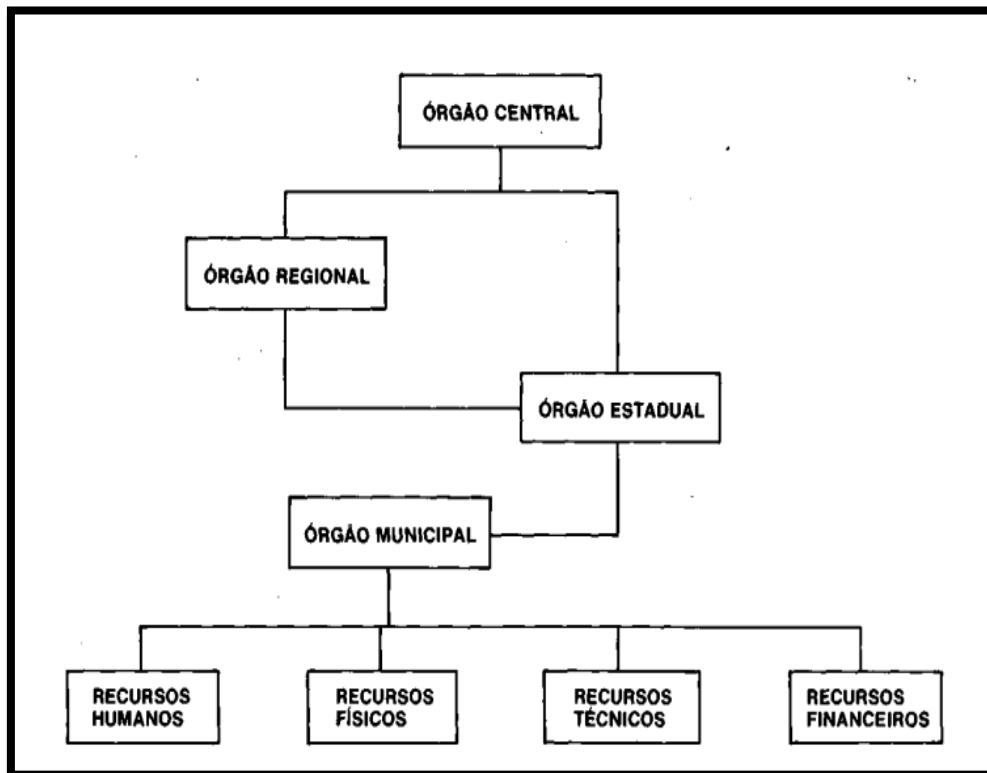 ÓRGÃO CENTRAL
ÓRGÃO REGIONAL
ÓRGÃO ESTADUAL
ÓRGÃO MUNICIPAL
RECURSOS
HUMANOS
RECURSOS
FÍSICOS
RECURSOS
TÉCNICOS
RECURSOS
FINANCEIROS